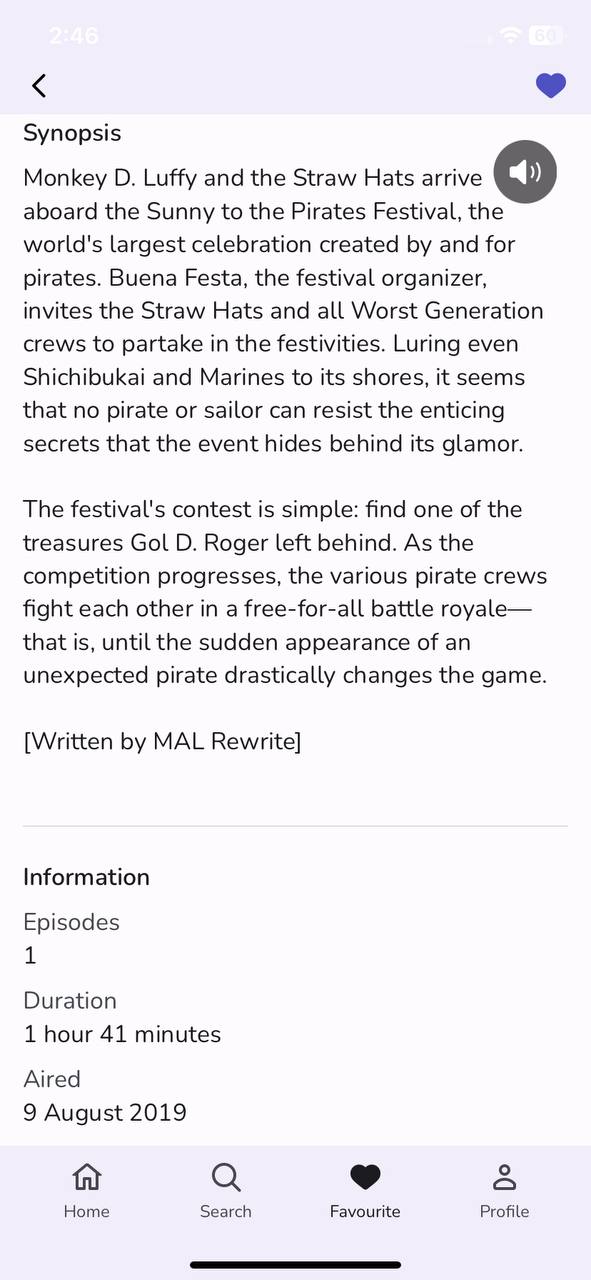 2:46
60
Synopsis
Monkey D. Luffy and the Straw Hats arrive
aboard the Sunny to the Pirates Festival, the
world's largest celebration created by and for
pirates. Buena Festa, the festival organizer,
invites the Straw Hats and all Worst Generation
crews to partake in the festivities. Luring even
Shichibukai and Marines to its shores, it seems
that no pirate or sailor can resist the enticing
secrets that the event hides behind its glamor.
The festival's contest is simple: find one of the
treasures Gol D. Roger left behind. As the
competition progresses, the various pirate crews
fight each other in a free-for-all battle royale—
that is, until the sudden appearance of an
unexpected pirate drastically changes the game.
[Written by MAL Rewrite]
Information
Episodes
1
Duration
1 hour 41 minutes
Aired
9 August 2019
Home Search Favourite Profile